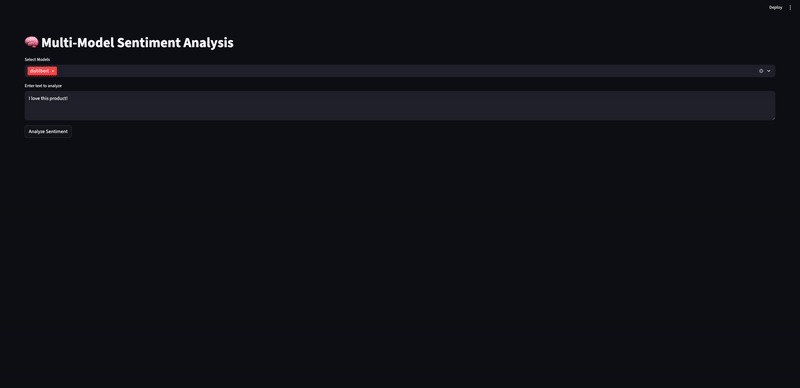 Deploy
🧠 Multi-Model Sentiment Analysis
Select Models
distilbert ×
Enter text to analyze
I love this product!
Analyze Sentiment